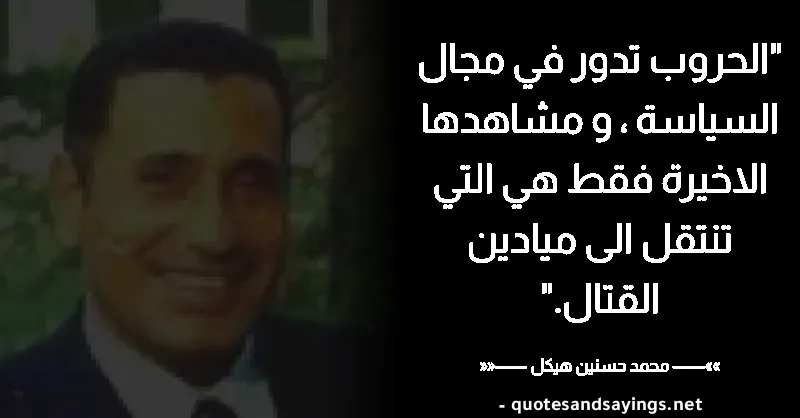 "الحروب تدور في مجال
السياسة ، و مشاهدها
الاخيرة فقط هي التي
تنتقل الى ميادين
القتال."
»»—— محمد حسنين هيكل ——««
- quotesandsayings.net